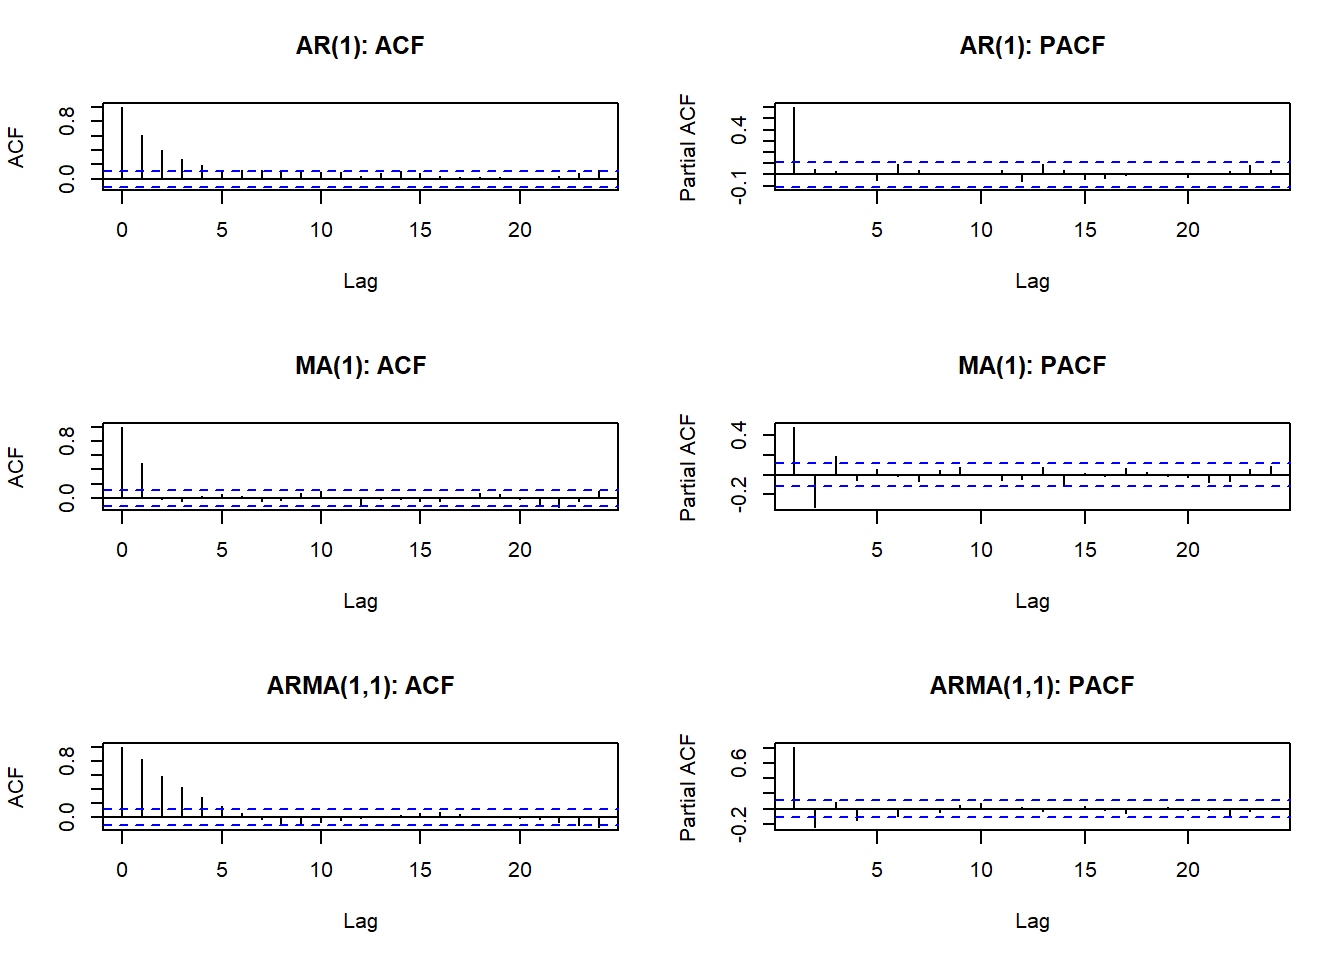 AR(1): ACF
ACF
0.8
0.0
0 5 10 15 20
Lag
AR(1): PACF
Partial ACF
0.4
-0.1
5 10 15 20
Lag
MA(1): ACF
ACF
0.8
0.0
0 5 10 15 20
Lag
MA(1): PACF
Partial ACF
0.4
-0.2
5 10 15 20
Lag
ARMA(1,1): ACF
ACF
0.8
0.0
0 5 10 15 20
Lag
ARMA(1,1): PACF
Partial ACF
0.6
-0.2
5 10 15 20
Lag